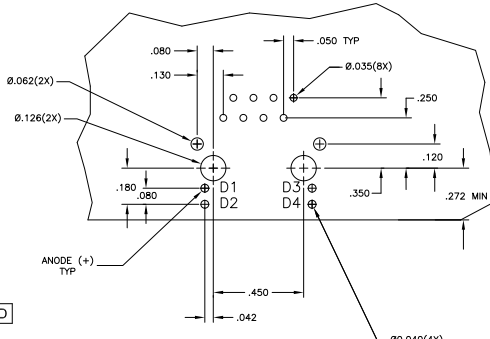 .050 TYP
.080
Ø.035(8X)
.130
Ø.062(2X)
.250
Ø.126(2X)
.120
.180
D1
D3
.350
.272 MIN
.080
D2
D4
ANODE (+)
TYP
.450
.042